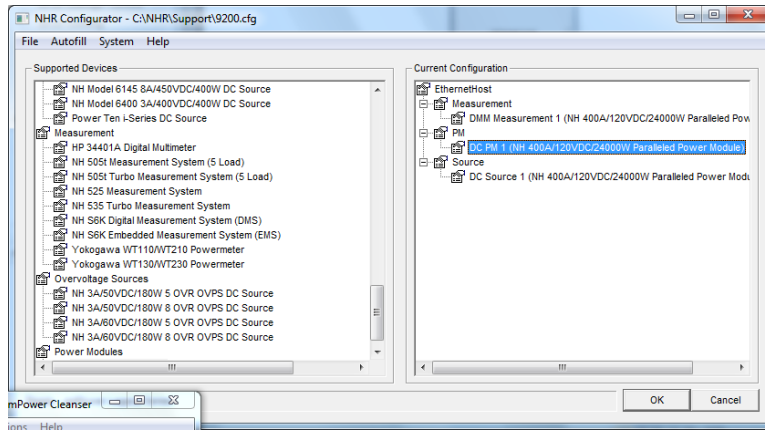 NHR Configurator - C:\NHR\Support\9200.cfg
File Autofill System Help
Supported Devices
NH Model 6145 8A/450VDC/400W DC Source
NH Model 6400 3A/400VDC/400W DC Source
Power Ten i-Series DC Source
Measurement
HP 34401A Digital Multimeter
NH 505t Measurement System (5 Load)
NH 505t Turbo Measurement System (5 Load)
NH 525 Measurement System
NH 535 Turbo Measurement System
NH S6K Digital Measurement System (DMS)
NH S6K Embedded Measurement System (EMS)
Yokogawa WT110/WT210 Powermeter
Yokogawa WT130/WT230 Powermeter
Overvoltage Sources
NH 3A/50VDC/180W 5 OVR OVPS DC Source
NH 3A/50VDC/180W 8 OVR OVPS DC Source
NH 3A/60VDC/180W 5 OVR OVPS DC Source
NH 3A/60VDC/180W 8 OVR OVPS DC Source
Power Modules
Current Configuration
EthernetHost
Measurement
DMM Measurement 1 (NH 400A/120VDC/24000W Paralleled Pow
PM
DC PM 1 (NH 400A/120VDC/24000W Paralleled Power Module)
Source
DC Source 1 (NH 400A/120VDC/24000W Paralleled Power Modu
OK Cancel
mPower Cleanser
ions Help